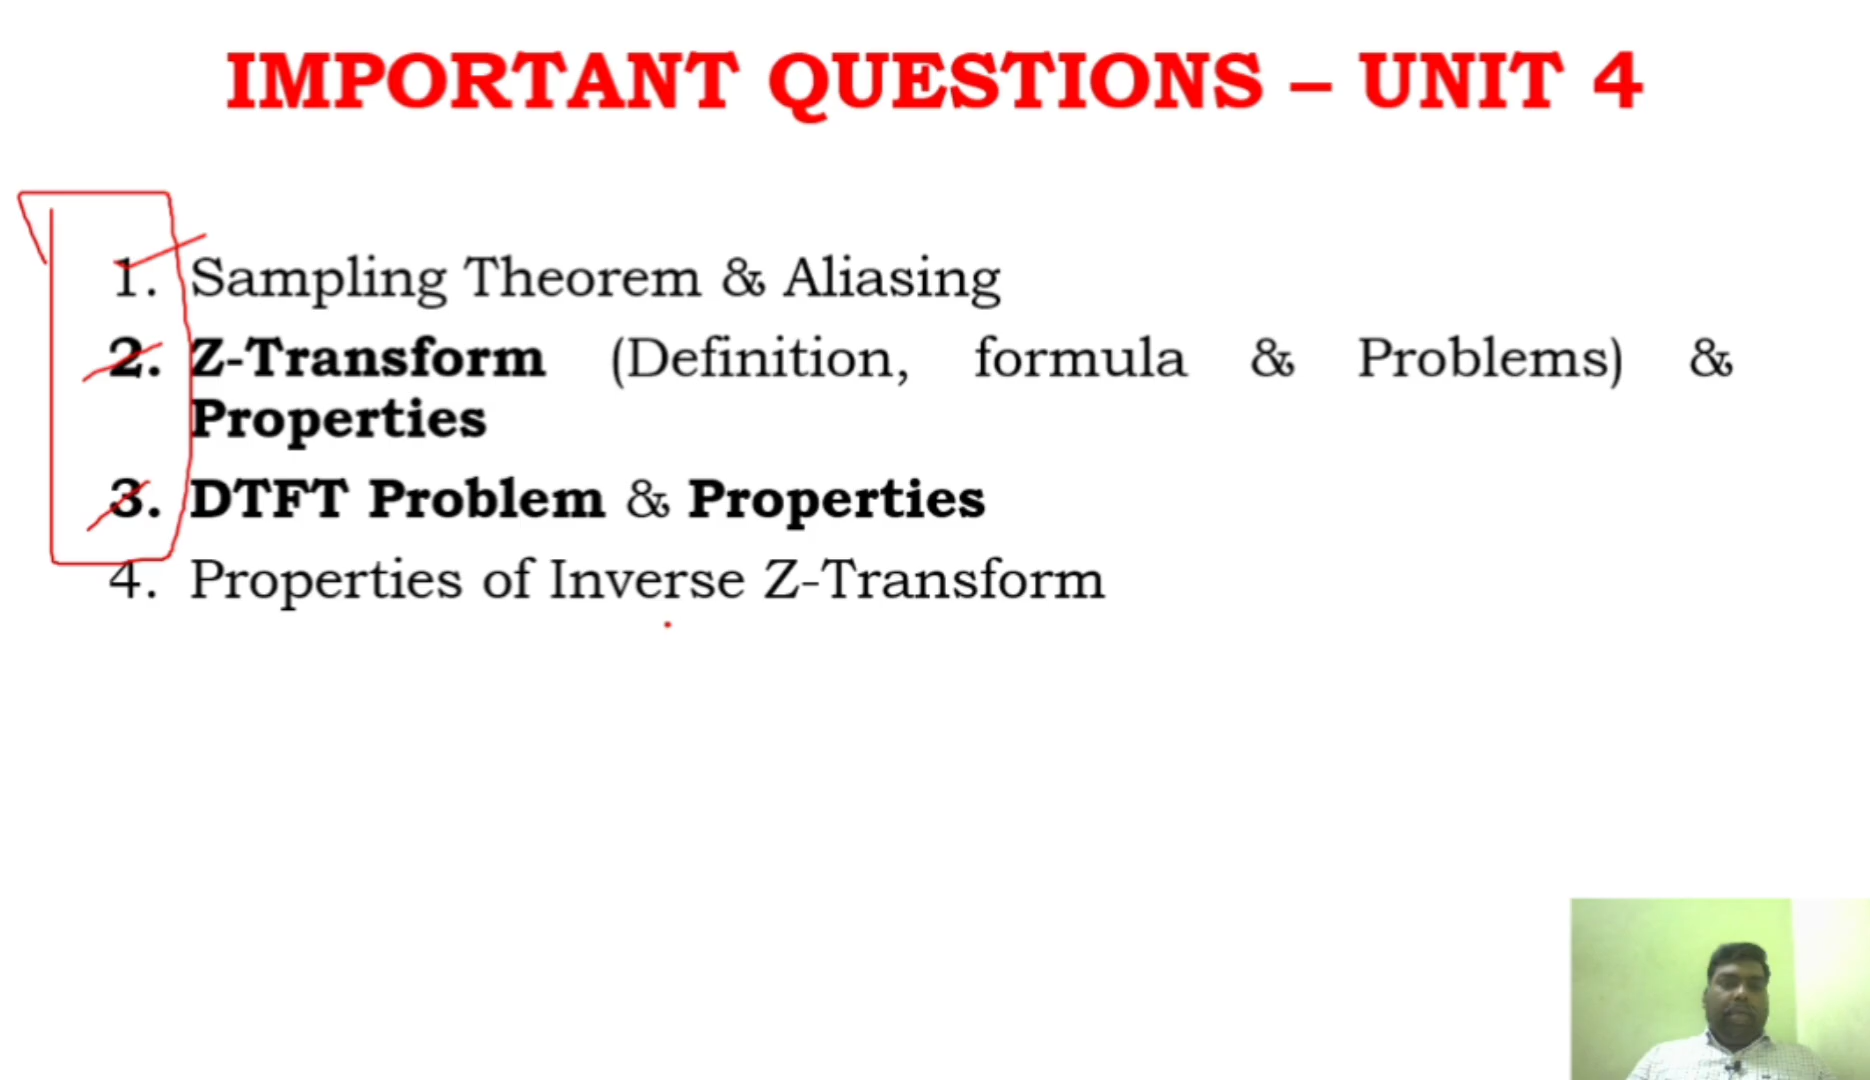 IMPORTANT QUESTIONS – UNIT 4
1. Sampling Theorem & Aliasing
2. Z-Transform (Definition, formula & Problems) &
Properties
3. DTFT Problem & Properties
4. Properties of Inverse Z-Transform